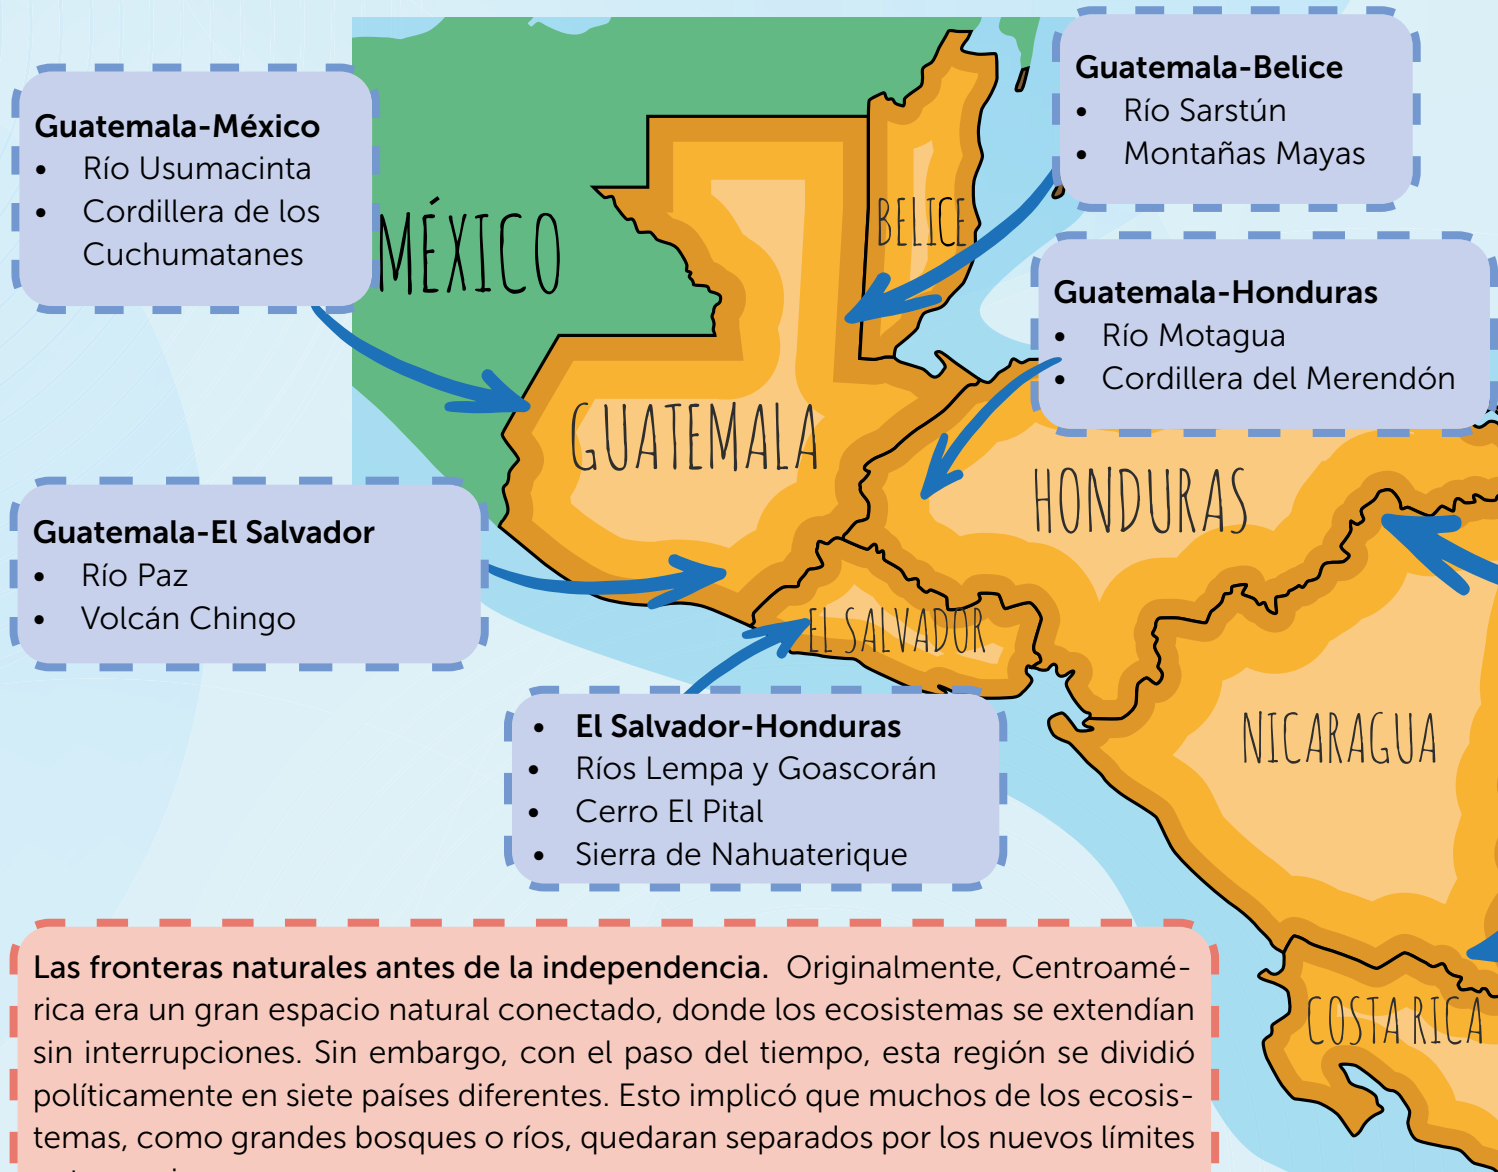 Guatemala-México
• Río Usumacinta
• Cordillera de los
Cuchumatanes
Guatemala-Belice
• Río Sarstún
• Montañas Mayas
MÉXICO
BELICE
Guatemala-Honduras
• Río Motagua
• Cordillera del Merendón
GUATEMALA
HONDURAS
Guatemala-El Salvador
• Río Paz
• Volcán Chingo
EL SALVADOR
• El Salvador-Honduras
• Ríos Lempa y Goascorán
• Cerro El Pital
• Sierra de Nahuaterique
NICARAGUA
COSTA RICA
Las fronteras naturales antes de la independencia. Originalmente, Centroamé-
rica era un gran espacio natural conectado, donde los ecosistemas se extendían
sin interrupciones. Sin embargo, con el paso del tiempo, esta región se dividió
políticamente en siete países diferentes. Esto implicó que muchos de los ecosis-
temas, como grandes bosques o ríos, quedaran separados por los nuevos límites